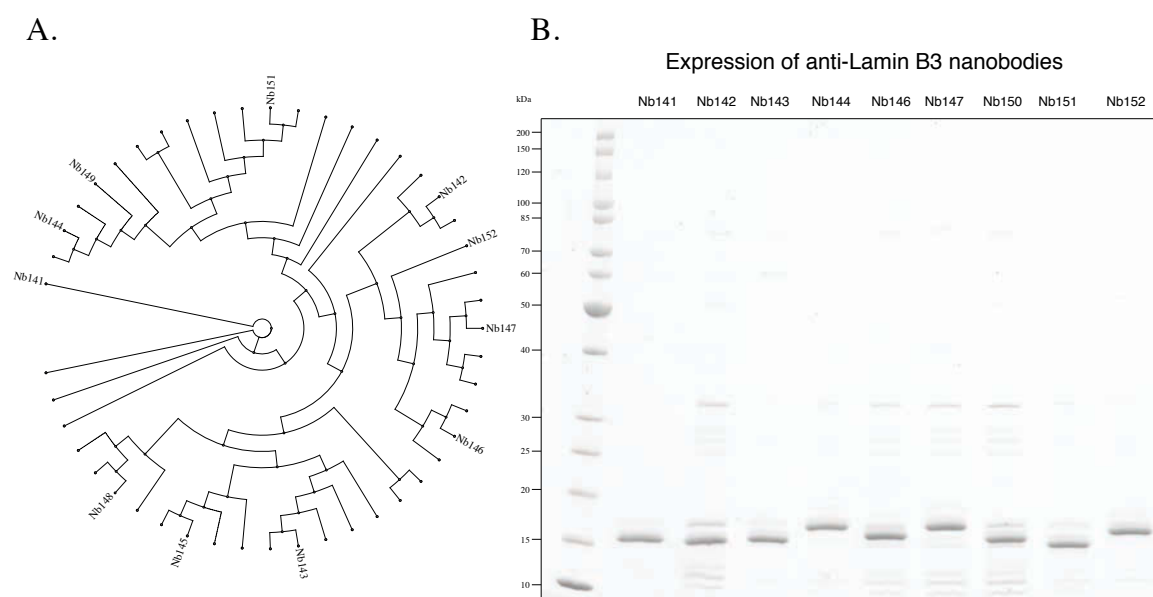 A.
B.
Expression of anti-Lamin B3 nanobodies
kDa
Nb141 Nb142 Nb143 Nb144 Nb146 Nb147 Nb150 Nb151 Nb152
200
150
120
100
85
70
60
50
40
30
25
20
15
10
Nb151
Nb142
Nb149
Nb144
Nb152
Nb141
Nb147
Nb146
Nb148
Nb145
Nb143